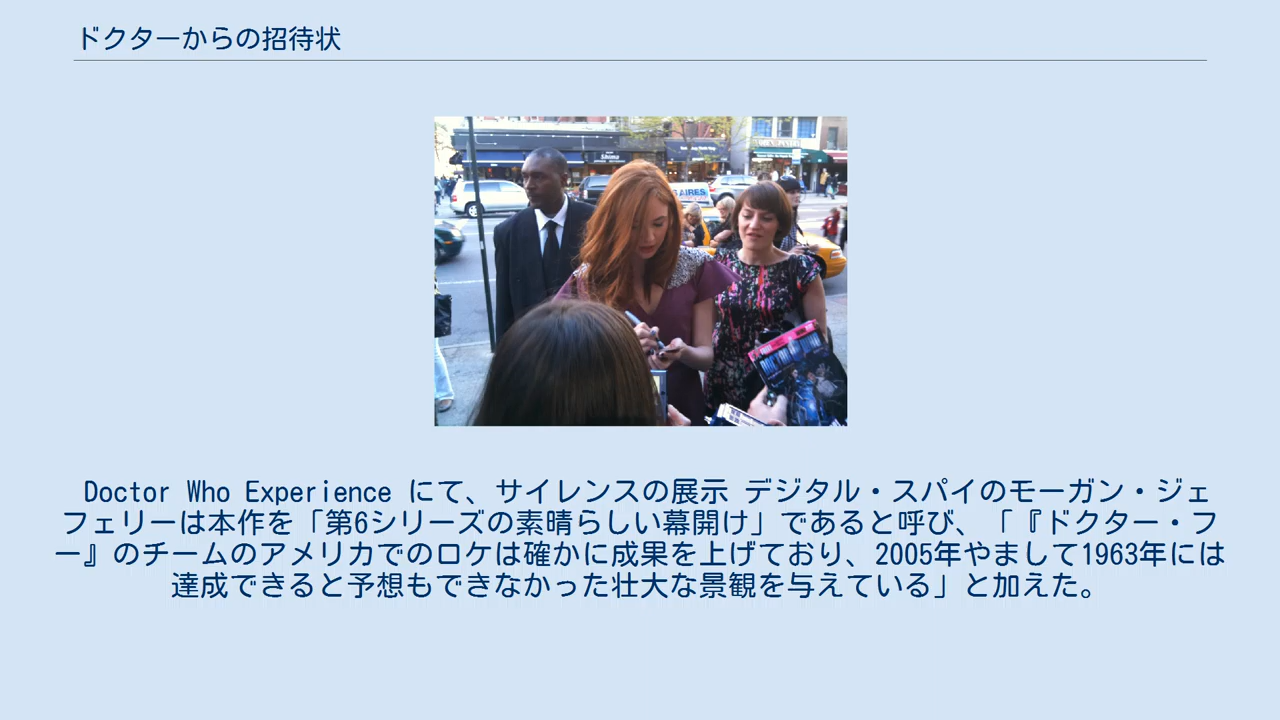 ドクターからの招待状
Shima
S AIRES
Doctor Who Experience にて、サイレンスの展示 デジタル・スパイのモーガン・ジェ
フェリーは本作を「第6シリーズの素晴らしい幕開け」であると呼び、「『ドクター・フ
ー』のチームのアメリカでのロケは確かに成果を上げており、2005年やまして1963年には
達成できると予想もできなかった壮大な景観を与えている」と加えた。